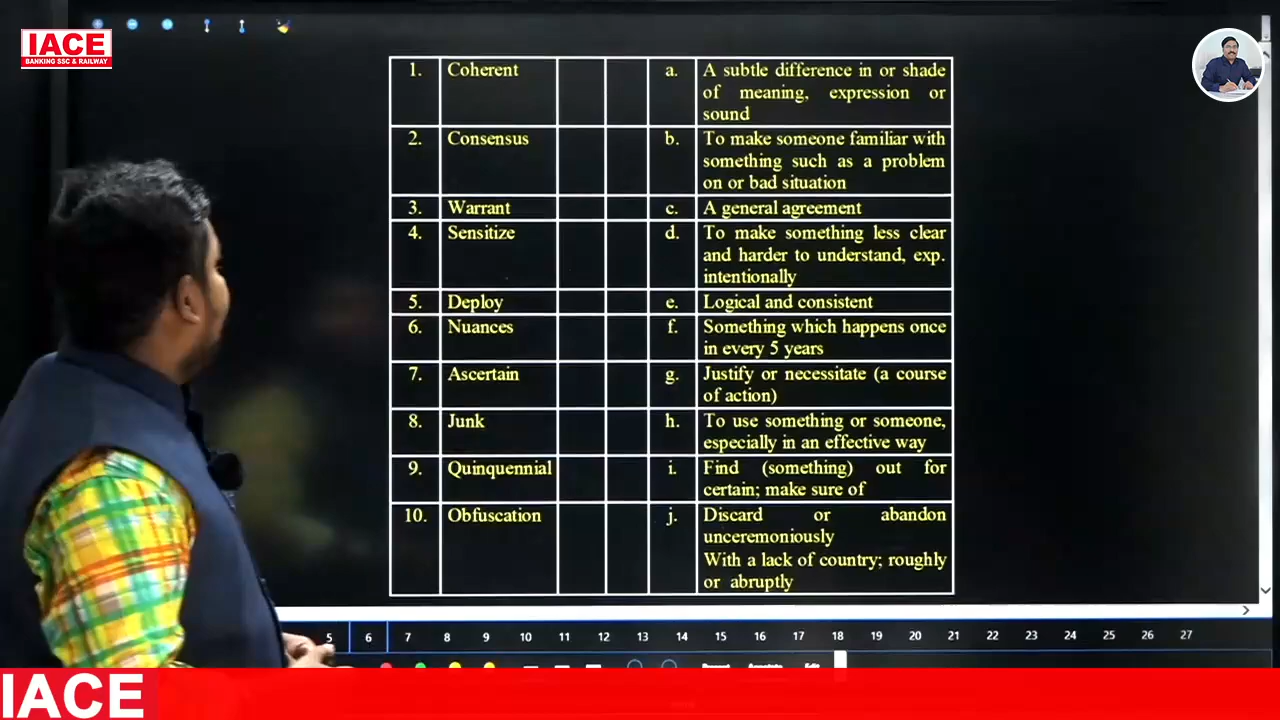 IACE
BANKING SSC & RAILWAY
1. Coherent a. A subtle difference in or shade
of meaning, expression or
sound
2. Consensus b. To make someone familiar with
something such as a problem
on or bad situation
3. Warrant c. A general agreement
4. Sensitize d. To make something less clear
and harder to understand, exp.
intentionally
5. Deploy e. Logical and consistent
6. Nuances f. Something which happens once
in every 5 years
7. Ascertain g. Justify or necessitate (a course
of action)
8. Junk h. To use something or someone,
especially in an effective way
9. Quinquennial i. Find (something) out for
certain; make sure of
10. Obfuscation j. Discard or abandon
unceremoniously
With a lack of country; roughly
or abruptly
5 6 7 8 9 10 11 12 13 14 15 16 17 18 19 20 21 22 23 24 25 26 27
IACE